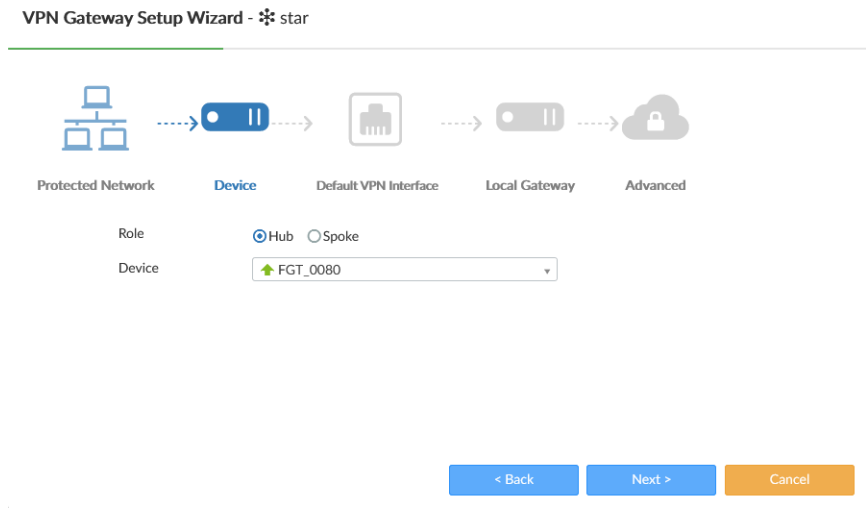 VPN Gateway Setup Wizard - star
Protected Network Device Default VPN Interface Local Gateway Advanced
Role Hub Spoke
Device FGT_0080
< Back Next > Cancel